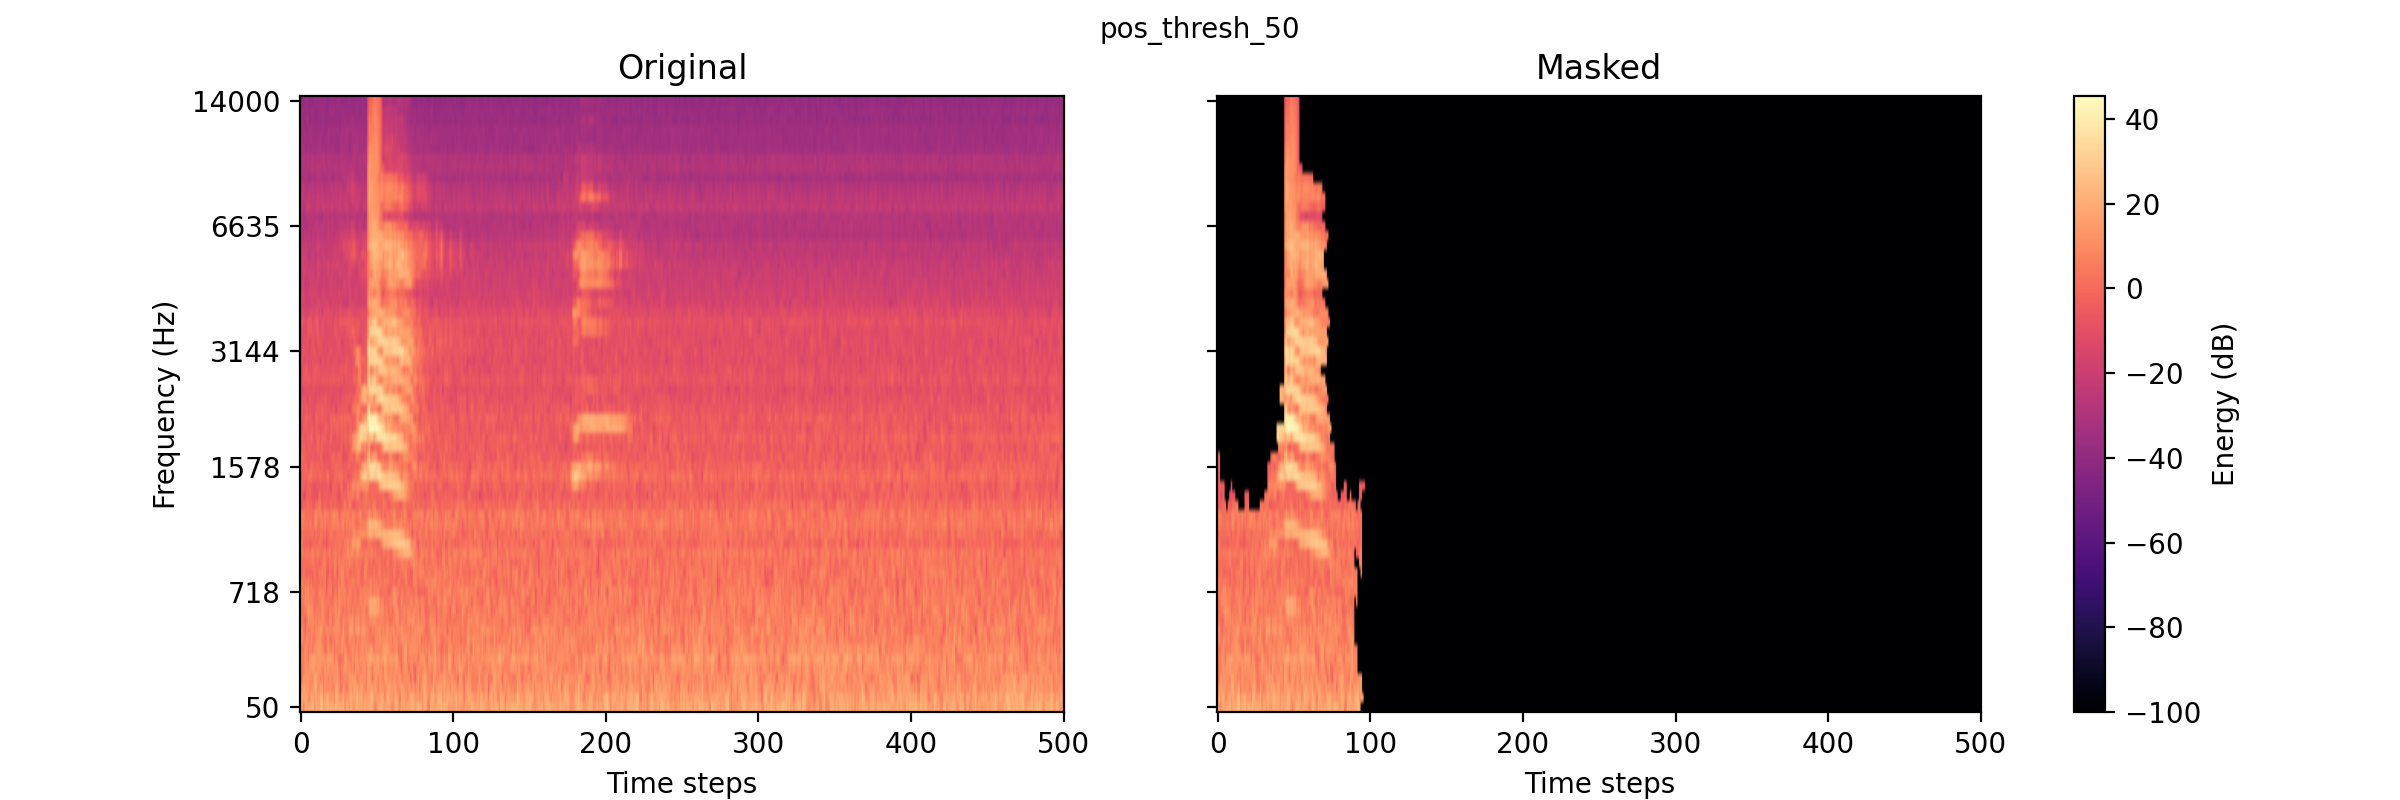 pos_thresh_50
Original
Masked
14000
6635
3144
1578
718
50
Frequency (Hz)
0 100 200 300 400 500
Time steps
0 100 200 300 400 500
Time steps
40
20
0
−20
−40
−60
−80
−100
Energy (dB)